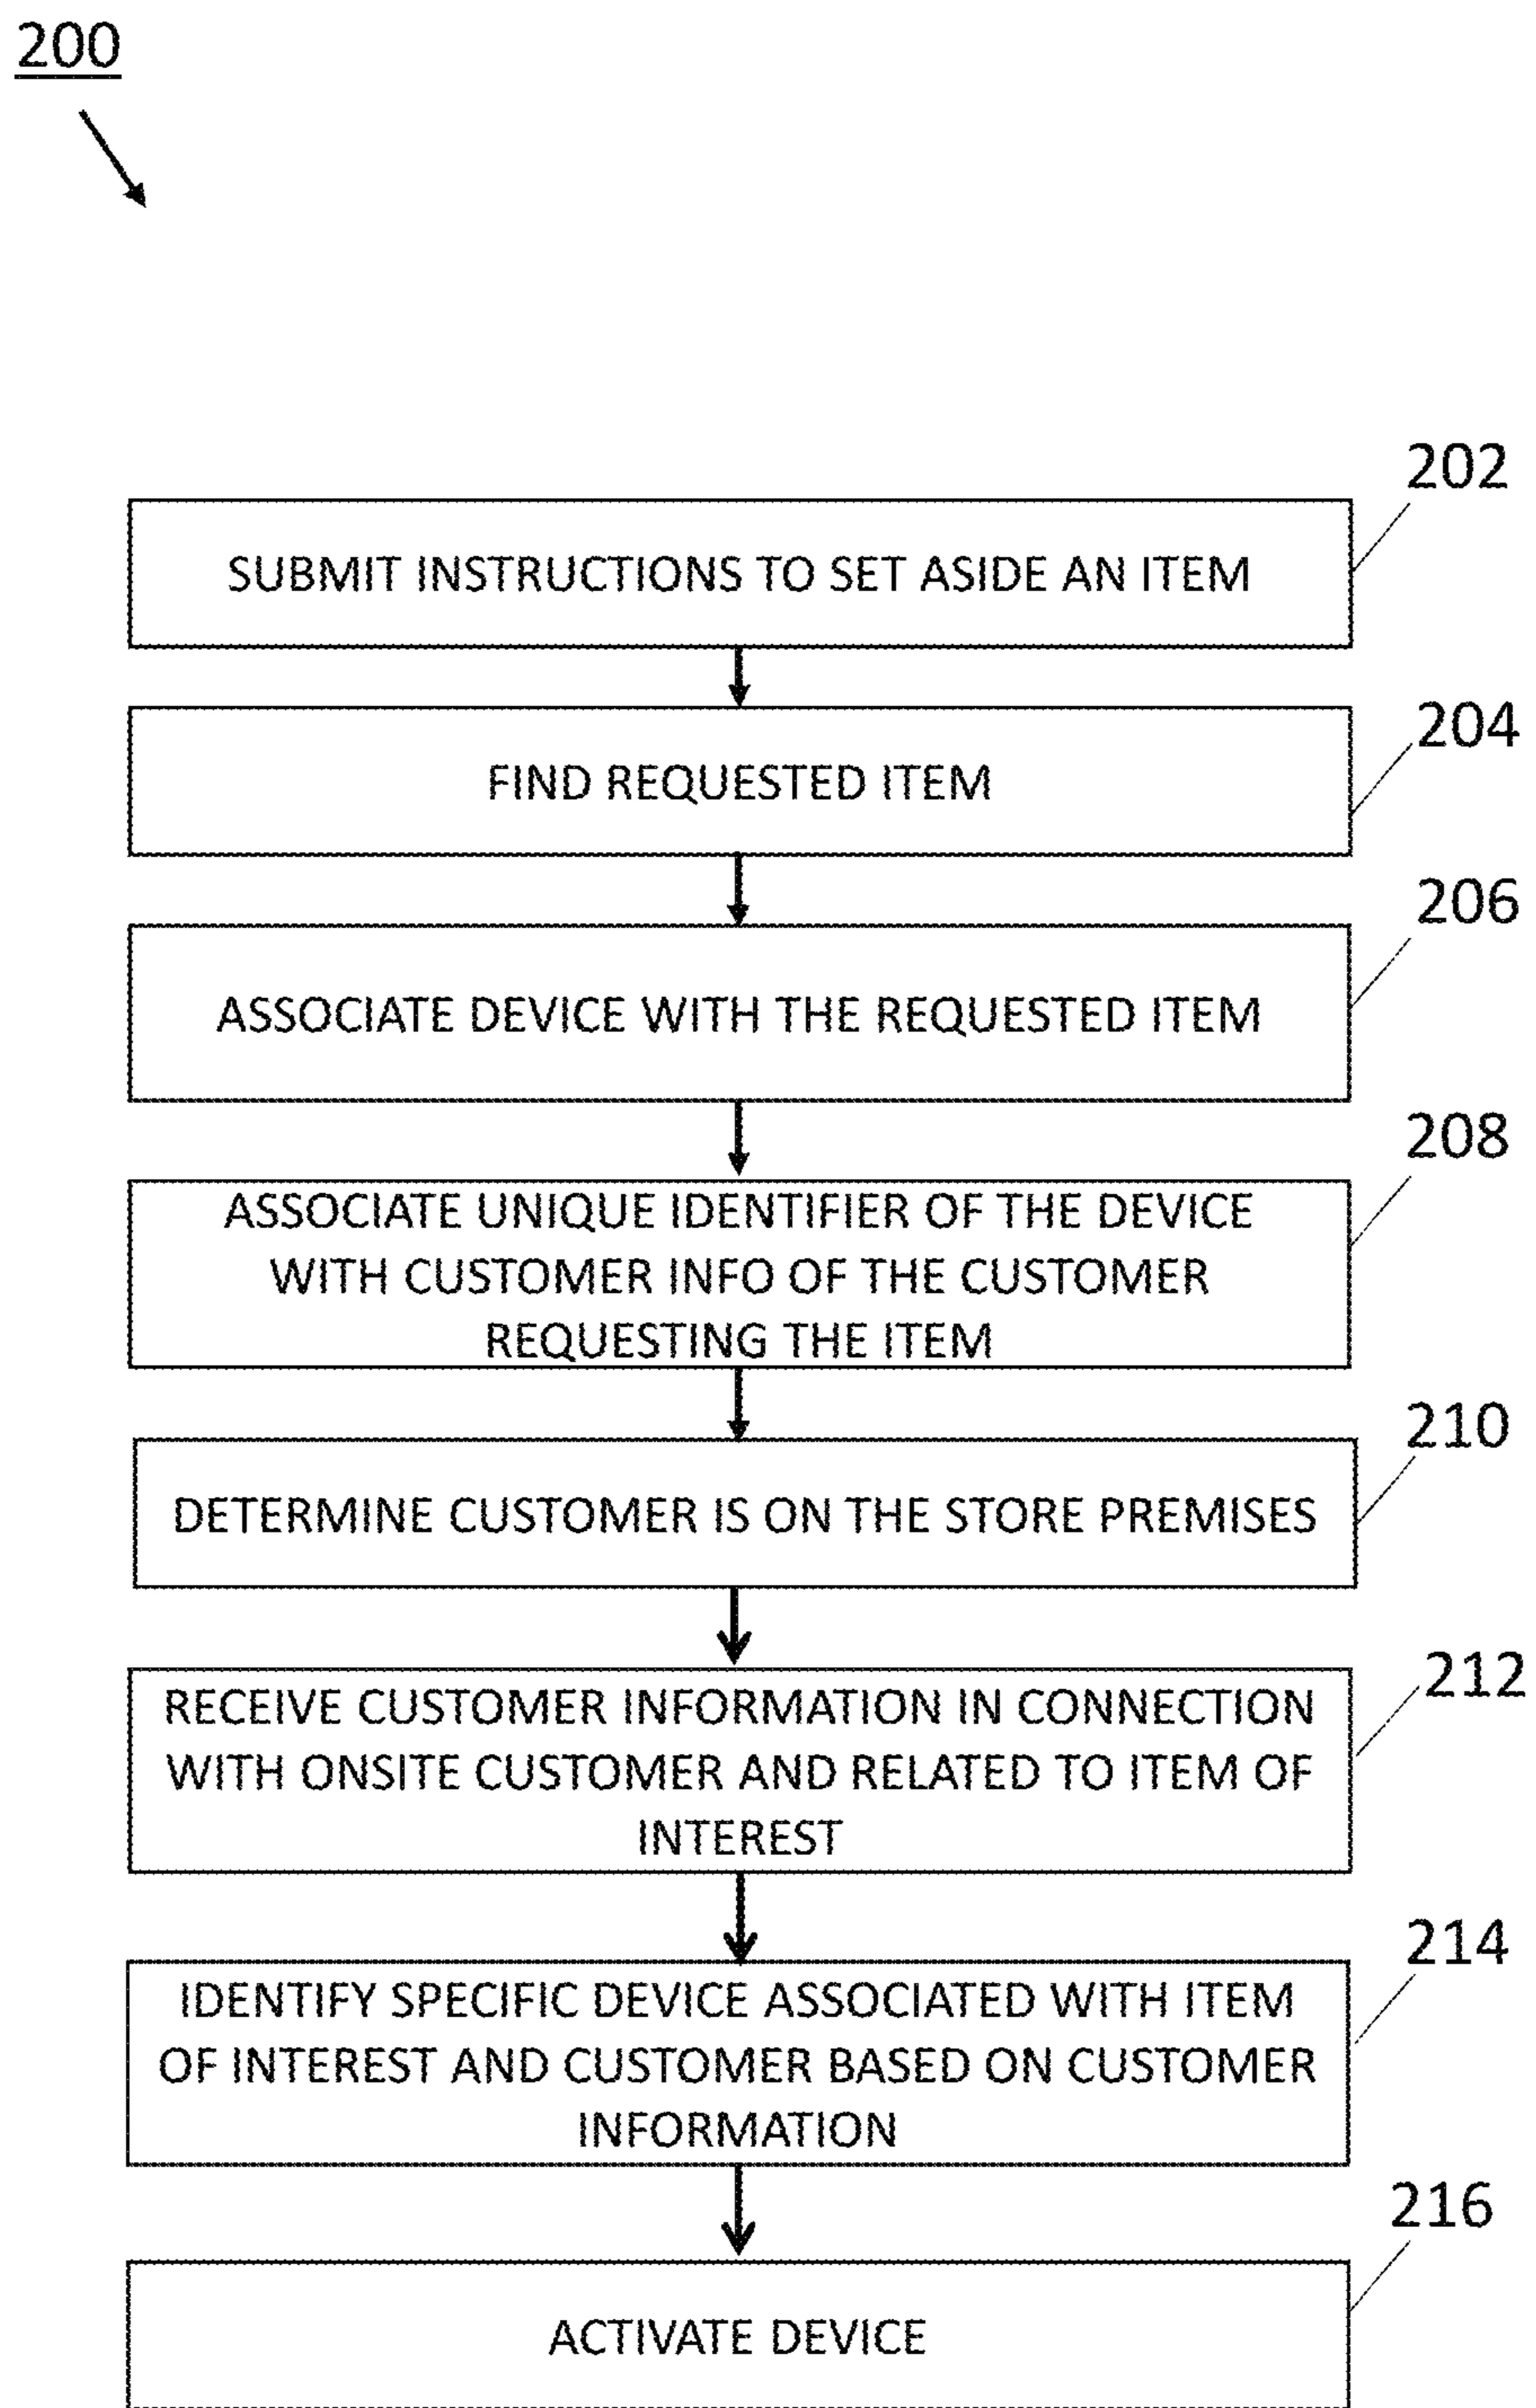 200
202
SUBMIT INSTRUCTIONS TO SET ASIDE AN ITEM
204
FIND REQUESTED ITEM
206
ASSOCIATE DEVICE WITH THE REQUESTED ITEM
208
ASSOCIATE UNIQUE IDENTIFIER OF THE DEVICE
WITH CUSTOMER INFO OF THE CUSTOMER
REQUESTING THE ITEM
210
DETERMINE CUSTOMER IS ON THE STORE PREMISES
212
RECEIVE CUSTOMER INFORMATION IN CONNECTION
WITH ONSITE CUSTOMER AND RELATED TO ITEM OF
INTEREST
214
IDENTIFY SPECIFIC DEVICE ASSOCIATED WITH ITEM
OF INTEREST AND CUSTOMER BASED ON CUSTOMER
INFORMATION
216
ACTIVATE DEVICE